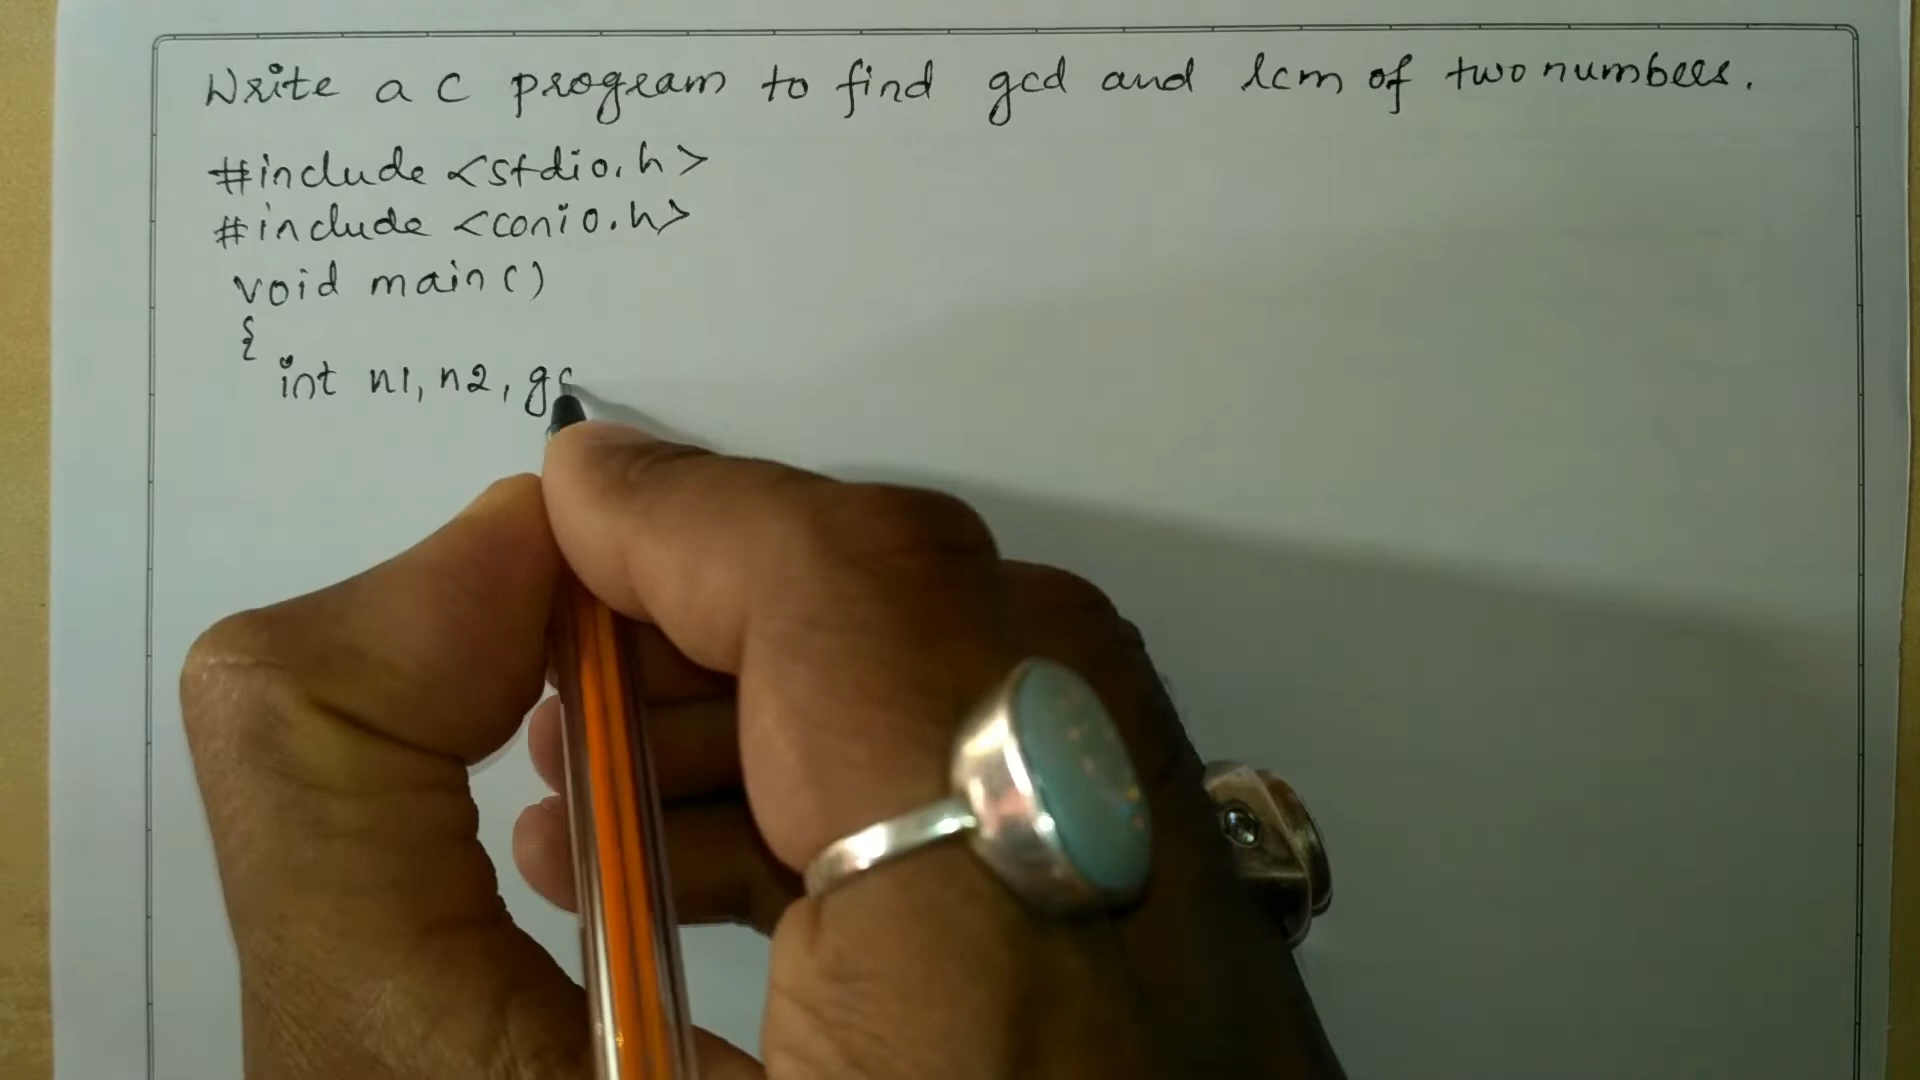 Write a c program to find gcd and lcm of two numbers.
#include <stdio.h>
#include <conio.h>
void main()
{
int n1, n2, gc